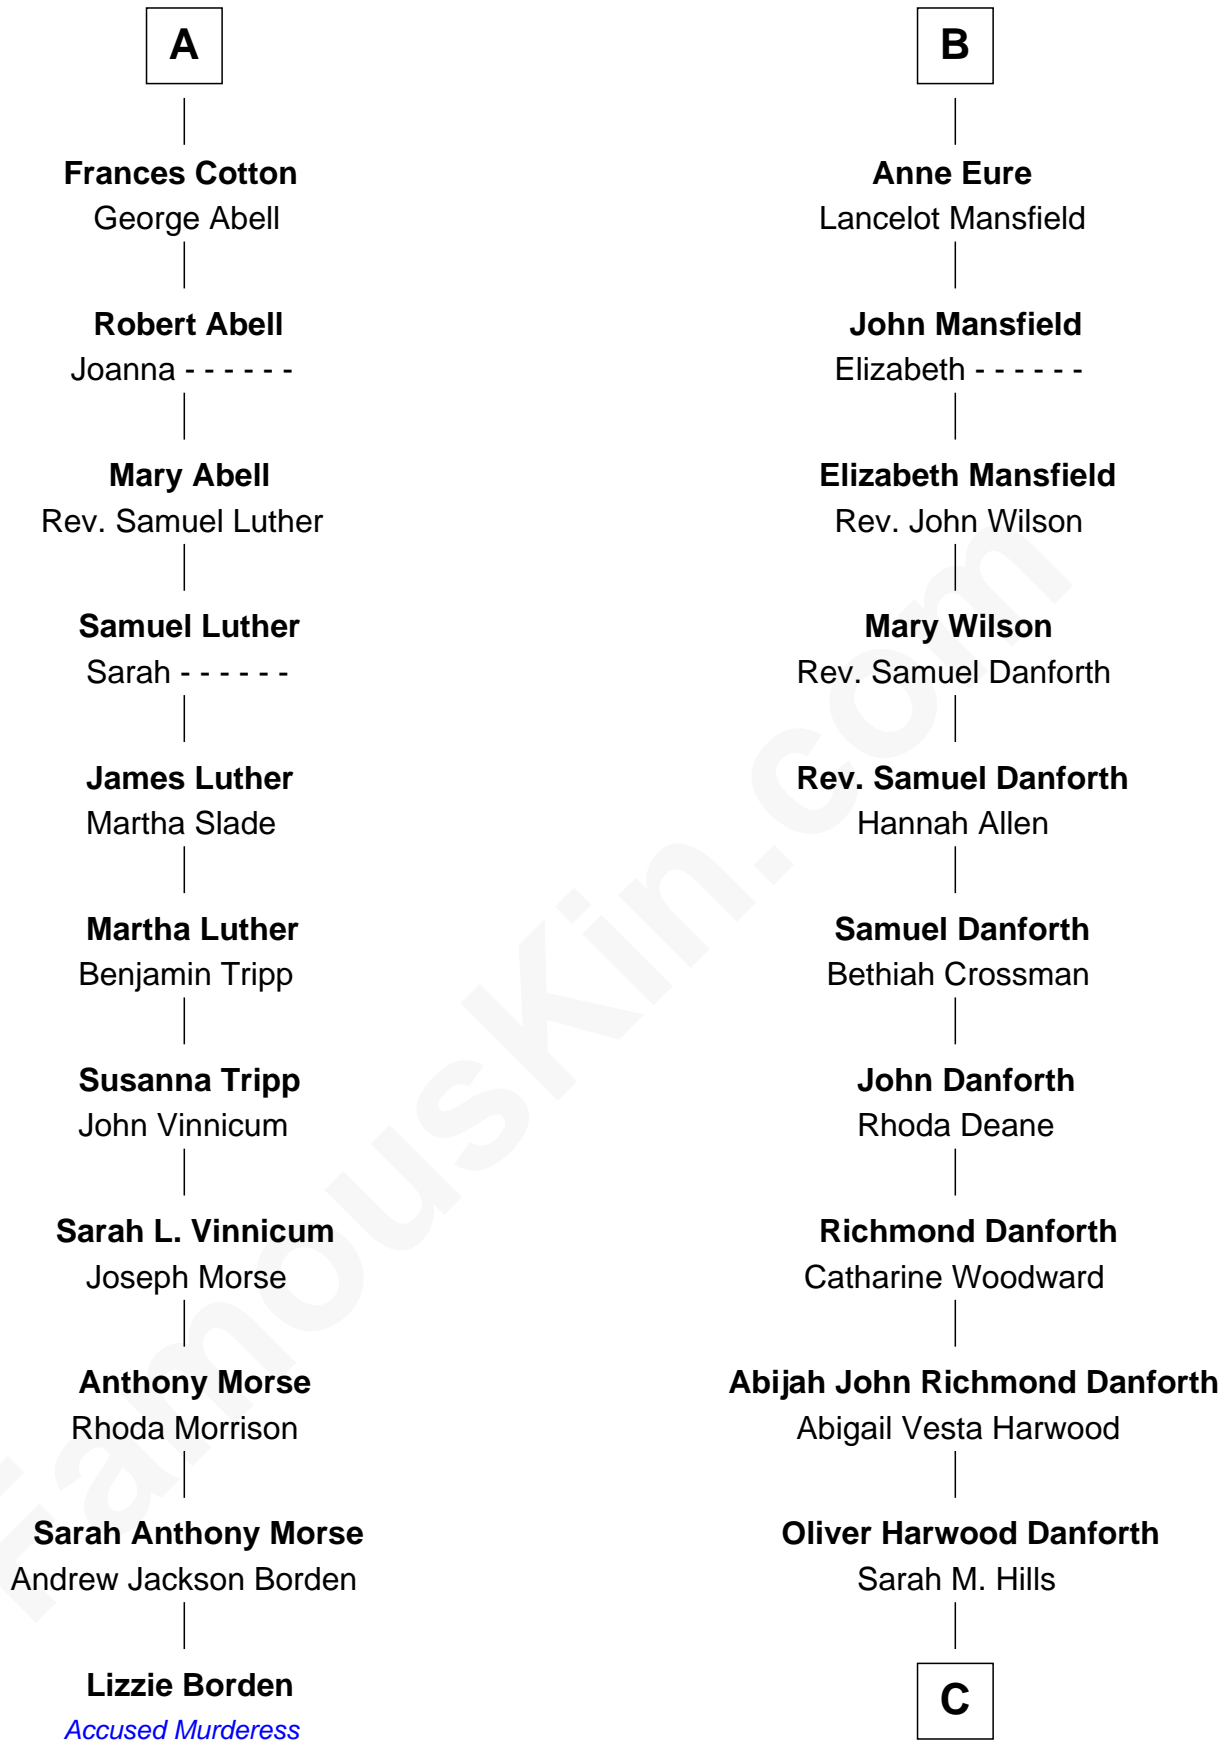 A
Frances Cotton
George Abell
Robert Abell
Joanna - - - - - -
Mary Abell
Rev. Samuel Luther
Samuel Luther
Sarah - - - - - -
James Luther
Martha Slade
Martha Luther
Benjamin Tripp
Susanna Tripp
John Vinnicum
Sarah L. Vinnicum
Joseph Morse
Anthony Morse
Rhoda Morrison
Sarah Anthony Morse
Andrew Jackson Borden
Lizzie Borden
Accused Murderess
B
Anne Eure
Lancelot Mansfield
John Mansfield
Elizabeth - - - - - -
Elizabeth Mansfield
Rev. John Wilson
Mary Wilson
Rev. Samuel Danforth
Rev. Samuel Danforth
Hannah Allen
Samuel Danforth
Bethiah Crossman
John Danforth
Rhoda Deane
Richmond Danforth
Catharine Woodward
Abijah John Richmond Danforth
Abigail Vesta Harwood
Oliver Harwood Danforth
Sarah M. Hills
C
FamousKin.com